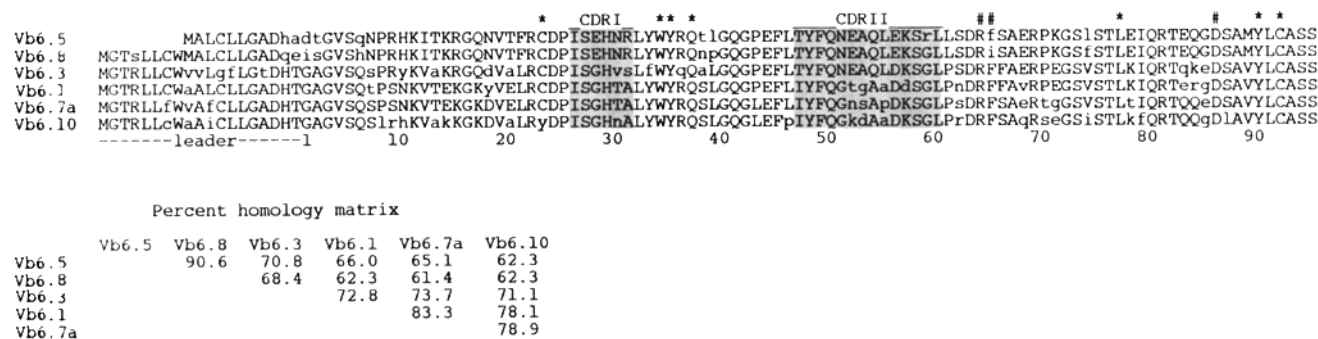 * CDRI ** * CDRII ## * # * *
Vb6.5 MALCLLGADhadtGVSqNPRHKITKRGQNVTFRCDPISEHNRLYWYRQtlGQGPEFLTYFQNEAQLEKSrLLSDRfSAERPKGSlSTLEIQRTEQGDSAMYLCASS
Vb6.8 MGTsLLCWMALCLLGADqeisGVShNPRHKITKRGQNVTFRCDPISEHNRLYWYRQnpGQGPEFLTYFQNEAQLEKSGLLSDRiSAERPKGSfSTLEIQRTEQGDSAMYLCASS
Vb6.3 MGTRLLCWvvLgfLGtDHTGAGVSQsPRyKVaKRGQdVaLRCDPISGHvsLfWYqQaLGQGPEFLTYFQNEAQLDKSGLPSDRFFAERPEGSVSTLKIQRTqkeDSAVYLCASS
Vb6.1 MGTRLLCWaALCLLGADHTGAGVSQtPSNKVTEKGKyVELRCDPISGHTALYWYRQSLGQGPEFLIYFQGtgAaDdSGLPnDRFFAvRPEGSVSTLKIQRTergDSAVYLCASS
Vb6.7a MGTRLLfWvAfCLLGADHTGAGVSQSPSNKVTEKGKDVELRCDPISGHTALYWYRQSLGQGLEFLIYFQGnsApDKSGLPsDRFSAeRtgGSVSTLtIQRTQQeDSAVYLCASS
Vb6.10 MGTRLLcWaAiCLLGADHTGAGVSQSlrhKVakKGKDVaLRyDPISGHnALYWYRQSLGQGLEFpIYFQGkdAaDKSGLPrDRFSAqRseGSiSTLkfQRTQQgDlAVYLCASS
-------leader------1 10 20 30 40 50 60 70 80 90
Percent homology matrix
Vb6.5 Vb6.8 Vb6.3 Vb6.1 Vb6.7a Vb6.10
Vb6.5 90.6 70.8 66.0 65.1 62.3
Vb6.8 68.4 62.3 61.4 62.3
Vb6.3 72.8 73.7 71.1
Vb6.1 83.3 78.1
Vb6.7a 78.9